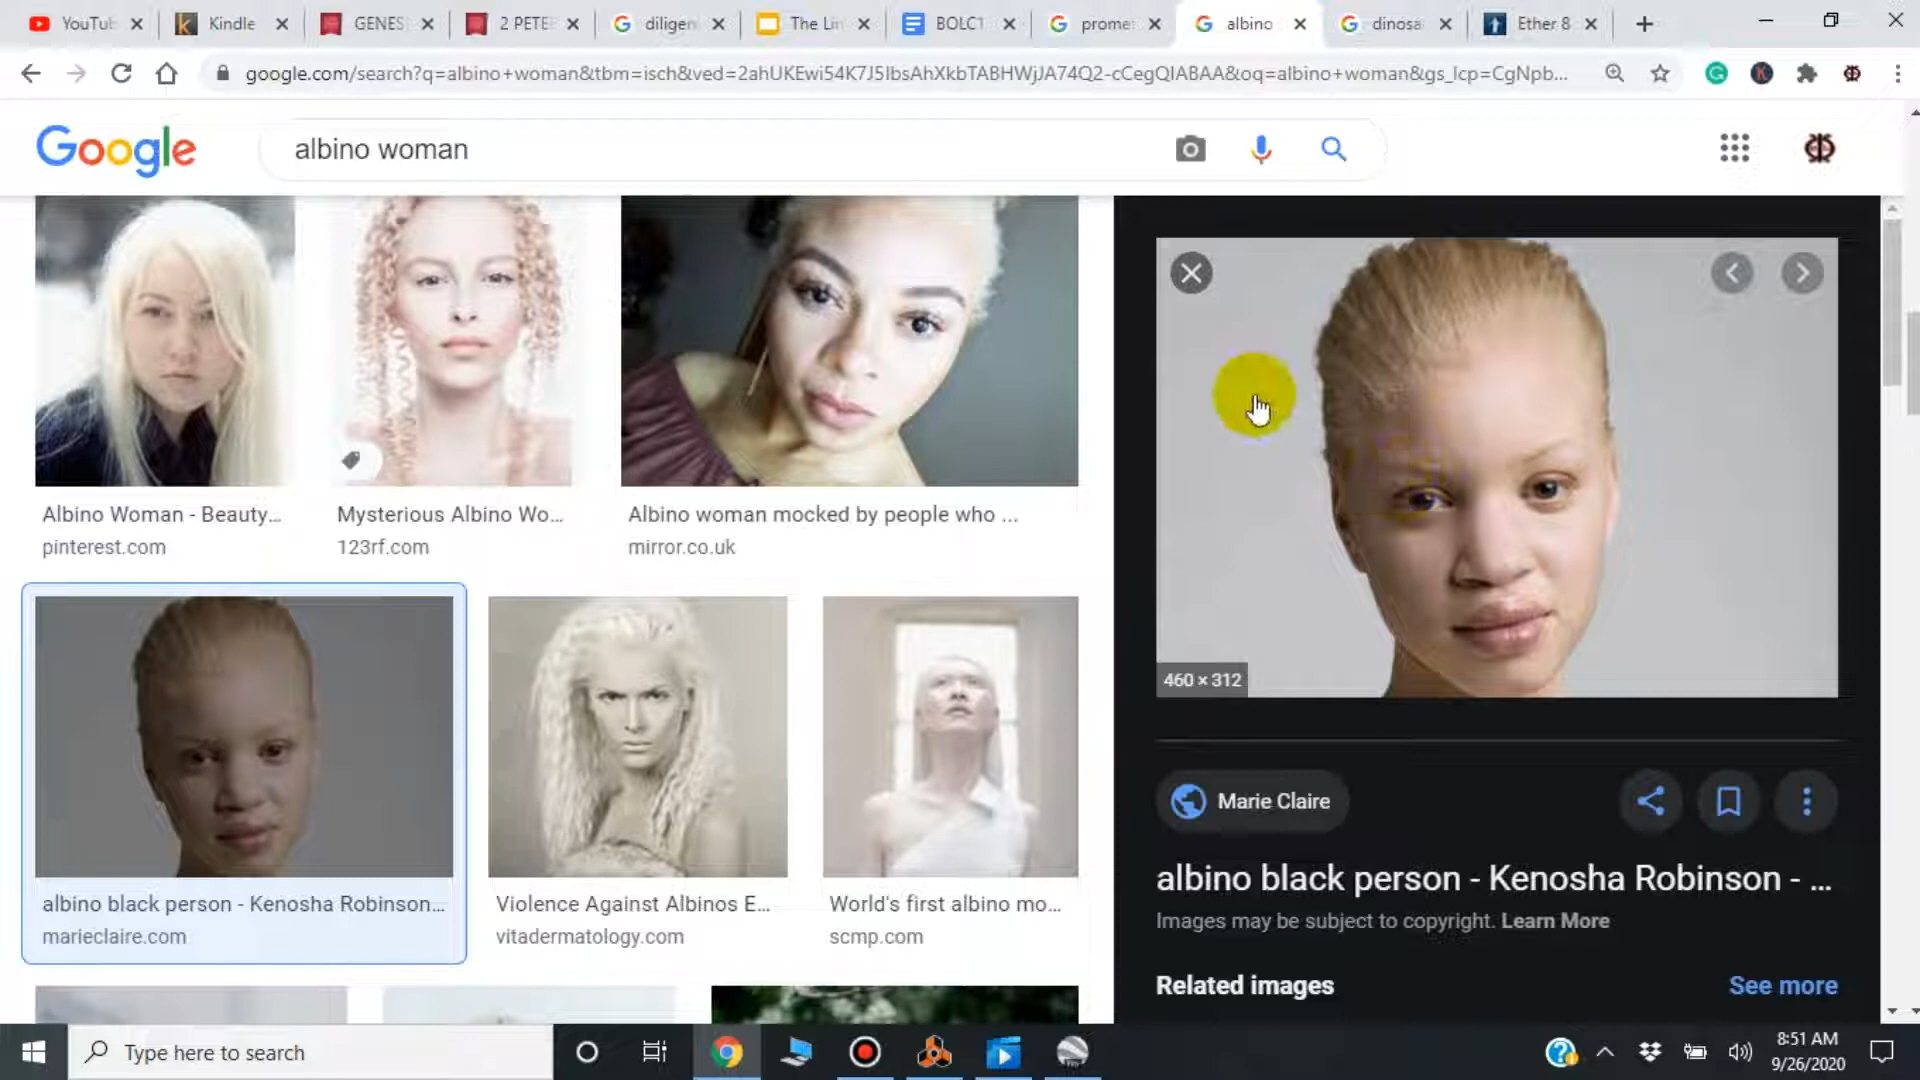 YouTub
Kindle
GENES
2 PETE
diligen
The Lin
BOLC1
promet
albino
dinosa
Ether 8
google.com/search?q=albino+woman&tbm=isch&ved=2ahUKEwi54K7J5IbsAhXkbTABHWjJA74Q2-cCegQIABAA&oq=albino+woman&gs_lcp=CgNpb...
Google
albino woman
Albino Woman - Beauty...
pinterest.com
Mysterious Albino Wo...
123rf.com
Albino woman mocked by people who ...
mirror.co.uk
albino black person - Kenosha Robinson...
marieclaire.com
Violence Against Albinos E...
vitadermatology.com
World's first albino mo...
scmp.com
460 × 312
Marie Claire
albino black person - Kenosha Robinson - ...
Images may be subject to copyright. Learn More
Related images
See more
Type here to search
8:51 AM
9/26/2020